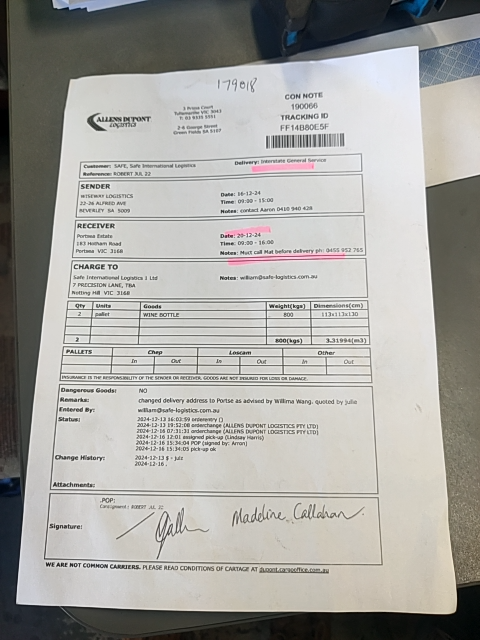 179018
ALLENS DUPONT
logistics
3 Prince Court
Tullamarine VIC 3043
T: 03 9335 5551
2-6 George Street
Green Fields SA 5107
CON NOTE
190066
TRACKING ID
FF14B80E5F
Customer: SAFE, Safe International Logistics
Delivery: Interstate General Service
Reference: ROBERT JUL 22
SENDER
WISEWAY LOGISTICS
22-26 ALFRED AVE
BEVERLEY SA 5009
Date: 16-12-24
Time: 09:00 - 15:00
Notes: contact Aaron 0410 940 428
RECEIVER
Portsea Estate
183 Hotham Road
Portsea VIC 3168
Date: 20-12-24
Time: 09:00 - 16:00
Notes: Must call Mat before delivery ph: 0455 952 765
CHARGE TO
Safe International Logistics 1 Ltd
7 PRECISION LANE, TBA
Notting Hill VIC 3168
Notes: william@safe-logistics.com.au
Qty Units Goods Weight(kgs) Dimensions(cm)
2 pallet WINE BOTTLE 800 113x113x130
2 800(kgs) 3.31994(m3)
PALLETS Chep Loscam Other
In Out In Out In Out
INSURANCE IS THE RESPONSIBILITY OF THE SENDER OR RECEIVER. GOODS ARE NOT INSURED FOR LOSS OR DAMAGE.
Dangerous Goods: NO
Remarks: changed delivery address to Portse as advised by Willima Wang. quoted by julie
Entered By: william@safe-logistics.com.au
Status: 2024-12-13 16:03:59 orderentry ()
2024-12-13 19:52:08 orderchange (ALLENS DUPONT LOGISTICS PTY LTD)
2024-12-16 07:31:31 orderchange (ALLENS DUPONT LOGISTICS PTY LTD)
2024-12-16 12:01 assigned pick-up (Lindsay Harris)
2024-12-16 15:34:04 POP (signed by: Arron)
2024-12-16 15:34:05 pick-up ok
Change History: 2024-12-13 $ - julz
2024-12-16 .
Attachments:
.POP:
Consignment: ROBERT JUL 22
Signature:
Madeline Callahan
WE ARE NOT COMMON CARRIERS. PLEASE READ CONDITIONS OF CARTAGE AT dupont.cargooffice.com.au